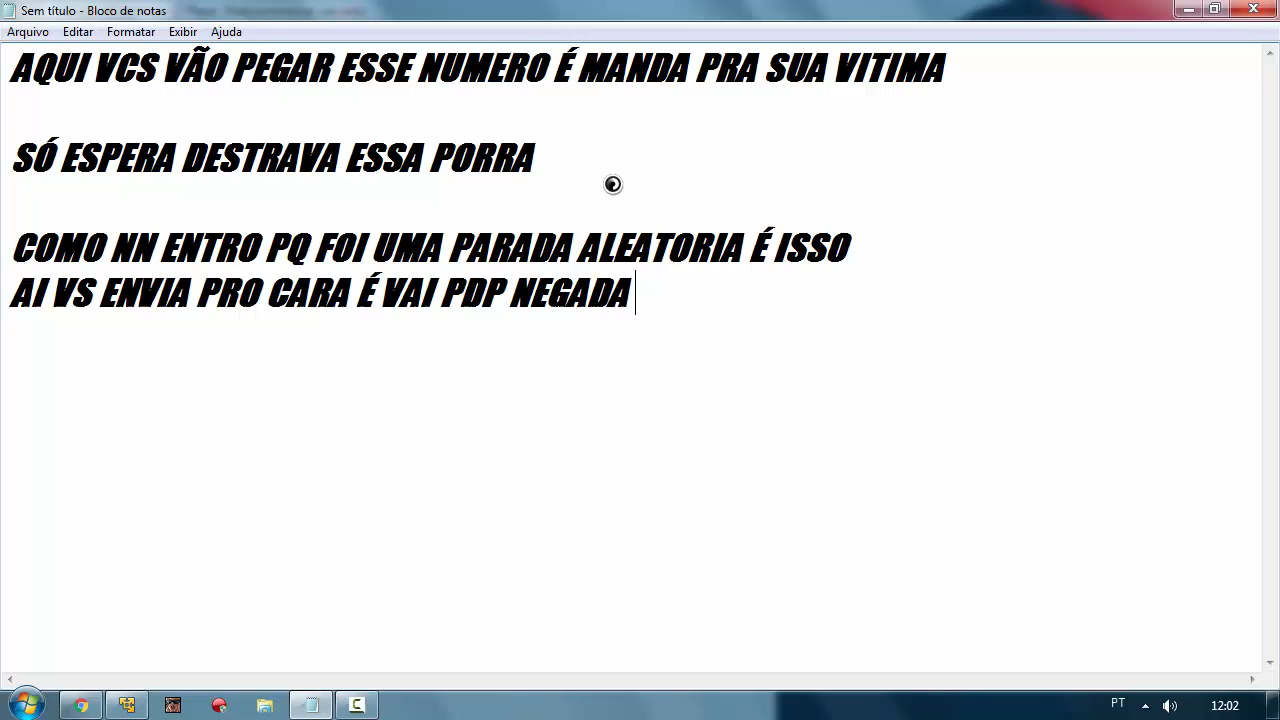 Sem título - Bloco de notas
Arquivo Editar Formatar Exibir Ajuda
AQUI VCS VÃO PEGAR ESSE NUMERO É MANDA PRA SUA VITIMA
SÓ ESPERA DESTRAVA ESSA PORRA
COMO NN ENTRO PQ FOI UMA PARADA ALEATORIA É ISSO
AI VS ENVIA PRO CARA É VAI PDP NEGADA
PT 12:02